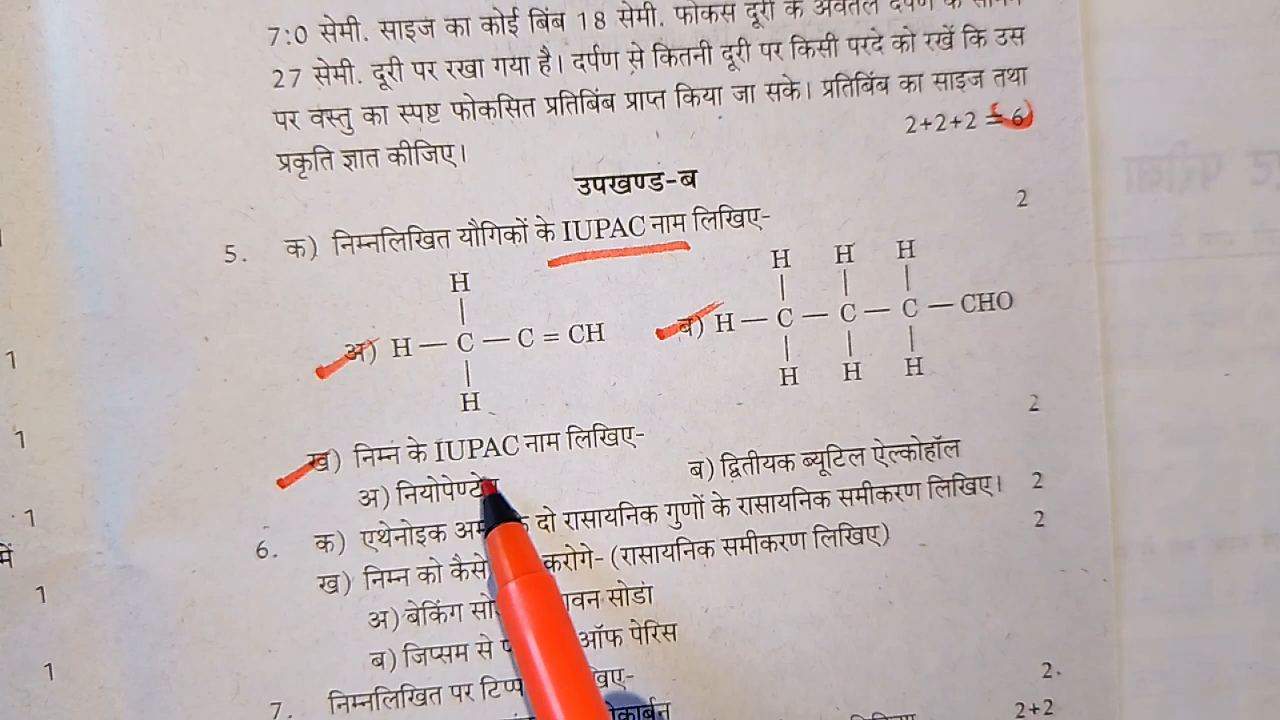 7:0 सेमी. साइज का कोई बिंब 18 सेमी. फोकस दूरी के अवतल दर्पण के
27 सेमी. दूरी पर रखा गया है। दर्पण से कितनी दूरी पर किसी परदे को रखें कि उस
पर वस्तु का स्पष्ट फोकसित प्रतिबिंब प्राप्त किया जा सके। प्रतिबिंब का साइज तथा
प्रकृति ज्ञात कीजिए। 2+2+2 = 6
उपखण्ड-ब
5. क) निम्नलिखित यौगिकों के IUPAC नाम लिखिए- 2
H H H H
अ) H — C — C = CH ब) H — C — C — C — CHO
H H H H
ख) निम्न के IUPAC नाम लिखिए- 2
अ) नियोपेण्टेन ब) द्वितीयक ब्यूटिल ऐल्कोहॉल
6. क) एथेनोइक दो रासायनिक गुणों के रासायनिक समीकरण लिखिए। 2
ख) निम्न को कैसे करोगे- (रासायनिक समीकरण लिखिए) 2
अ) बेकिंग सोडां
ब) जिप्सम से ऑफ पेरिस
7. निम्नलिखित पर 2.
2+2
1
1
1
में
1
1